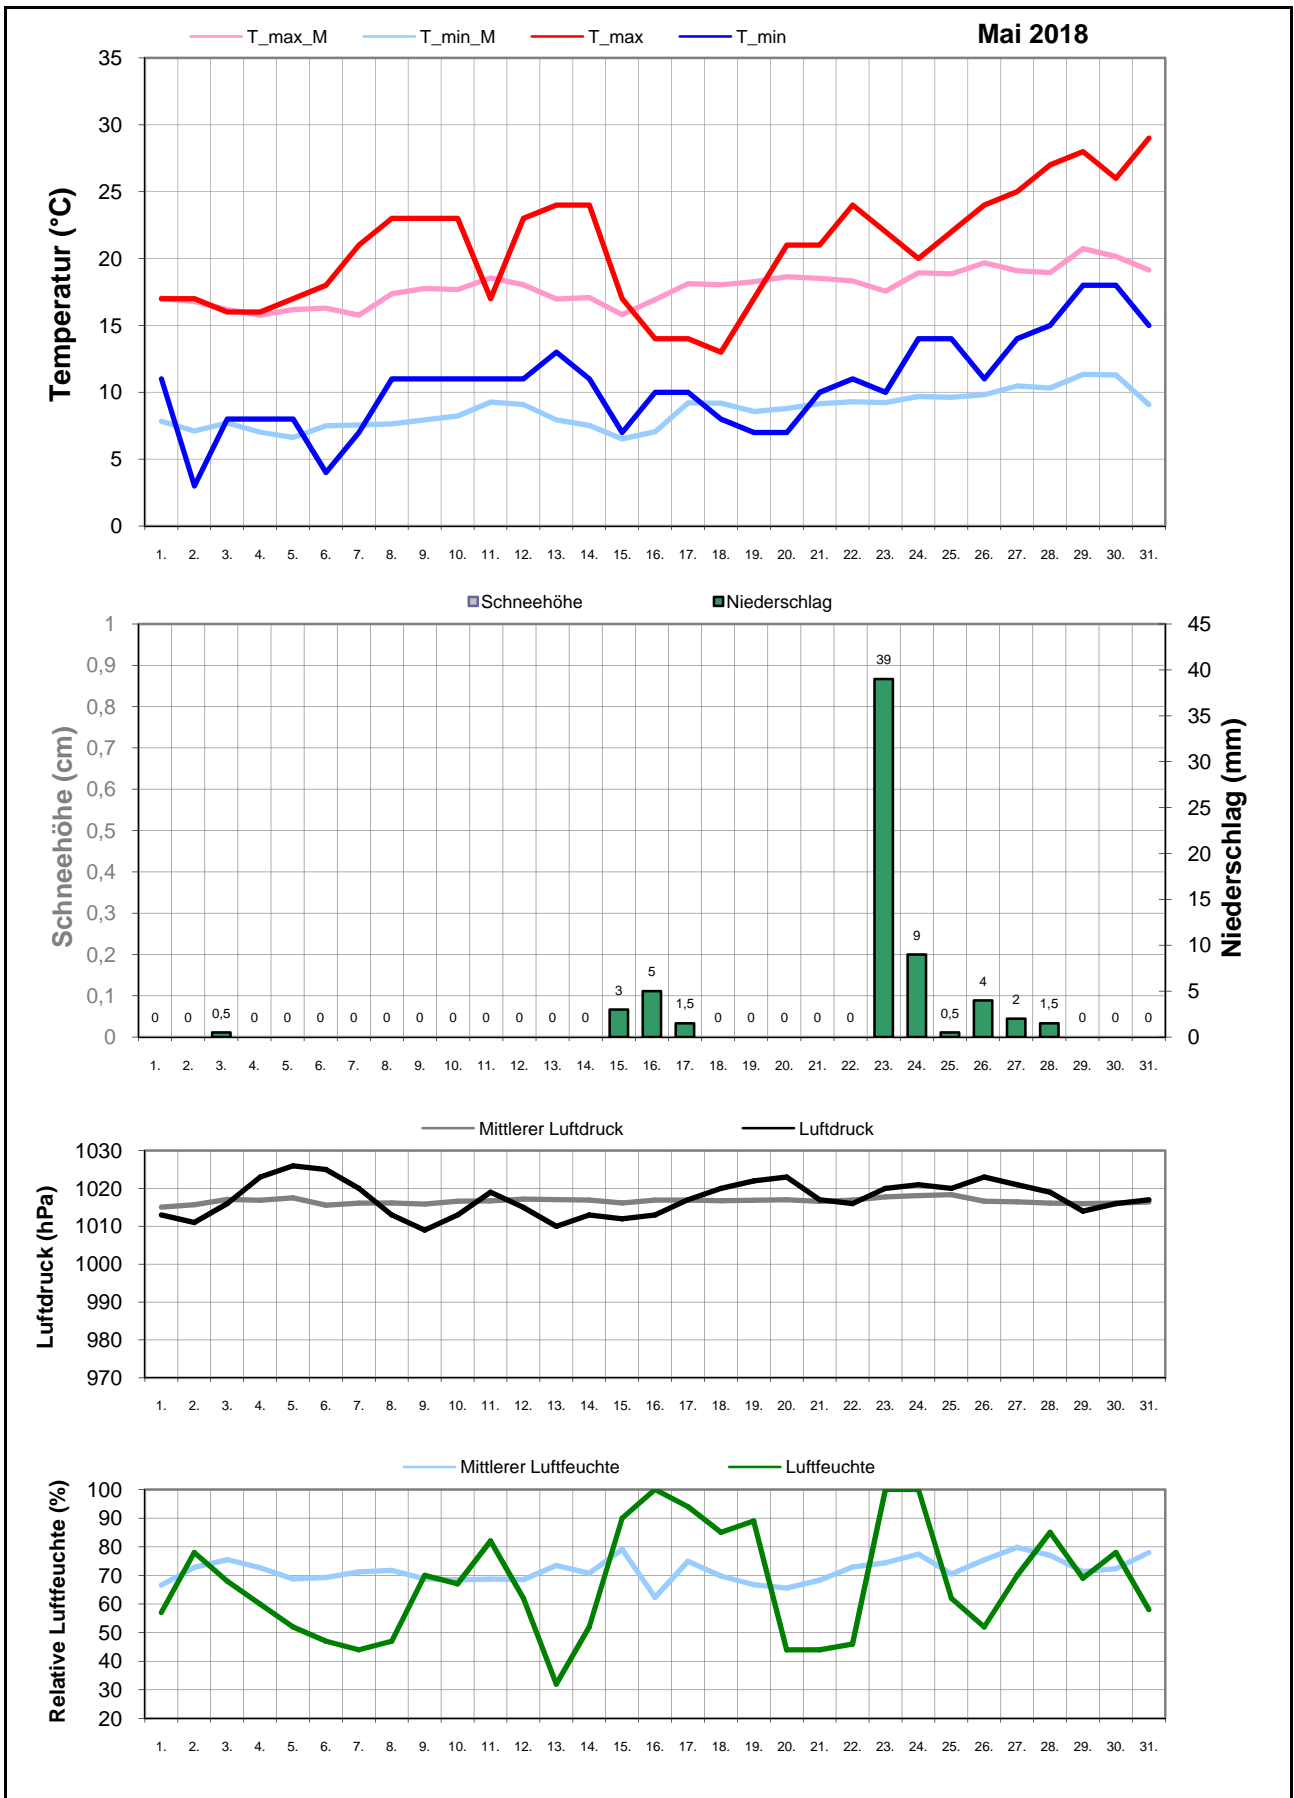 T_max_M T_min_M T_max T_min Mai 2018
35
30
25
20
15
10
5
0
Temperatur (°C)
1. 2. 3. 4. 5. 6. 7. 8. 9. 10. 11. 12. 13. 14. 15. 16. 17. 18. 19. 20. 21. 22. 23. 24. 25. 26. 27. 28. 29. 30. 31.
Schneehöhe Niederschlag
1 45
0,9 40
0,8 35
0,7 30
0,6 25
0,5 20
0,4 15
0,3 10
0,2 5
0,1 0
0
Schneehöhe (cm)
Niederschlag (mm)
0 0 0,5 0 0 0 0 0 0 0 0 0 0 0 3 5 1,5 0 0 0 0 0 39 9 0,5 4 2 1,5 0 0 0
1. 2. 3. 4. 5. 6. 7. 8. 9. 10. 11. 12. 13. 14. 15. 16. 17. 18. 19. 20. 21. 22. 23. 24. 25. 26. 27. 28. 29. 30. 31.
Mittlerer Luftdruck Luftdruck
1030
1020
1010
1000
990
980
970
Luftdruck (hPa)
1. 2. 3. 4. 5. 6. 7. 8. 9. 10. 11. 12. 13. 14. 15. 16. 17. 18. 19. 20. 21. 22. 23. 24. 25. 26. 27. 28. 29. 30. 31.
Mittlerer Luftfeuchte Luftfeuchte
100
90
80
70
60
50
40
30
20
Relative Luftfeuchte (%)
1. 2. 3. 4. 5. 6. 7. 8. 9. 10. 11. 12. 13. 14. 15. 16. 17. 18. 19. 20. 21. 22. 23. 24. 25. 26. 27. 28. 29. 30. 31.